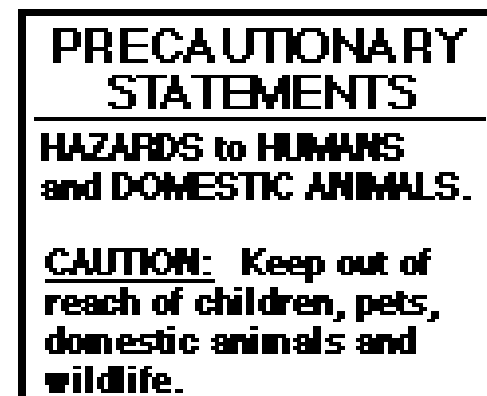 PRECAUTIONARY
STATEMENTS
HAZARDS to HUMANS
and DOMESTIC ANIMALS.
CAUTION: Keep out of
reach of children, pets,
domestic animals and
wildlife.